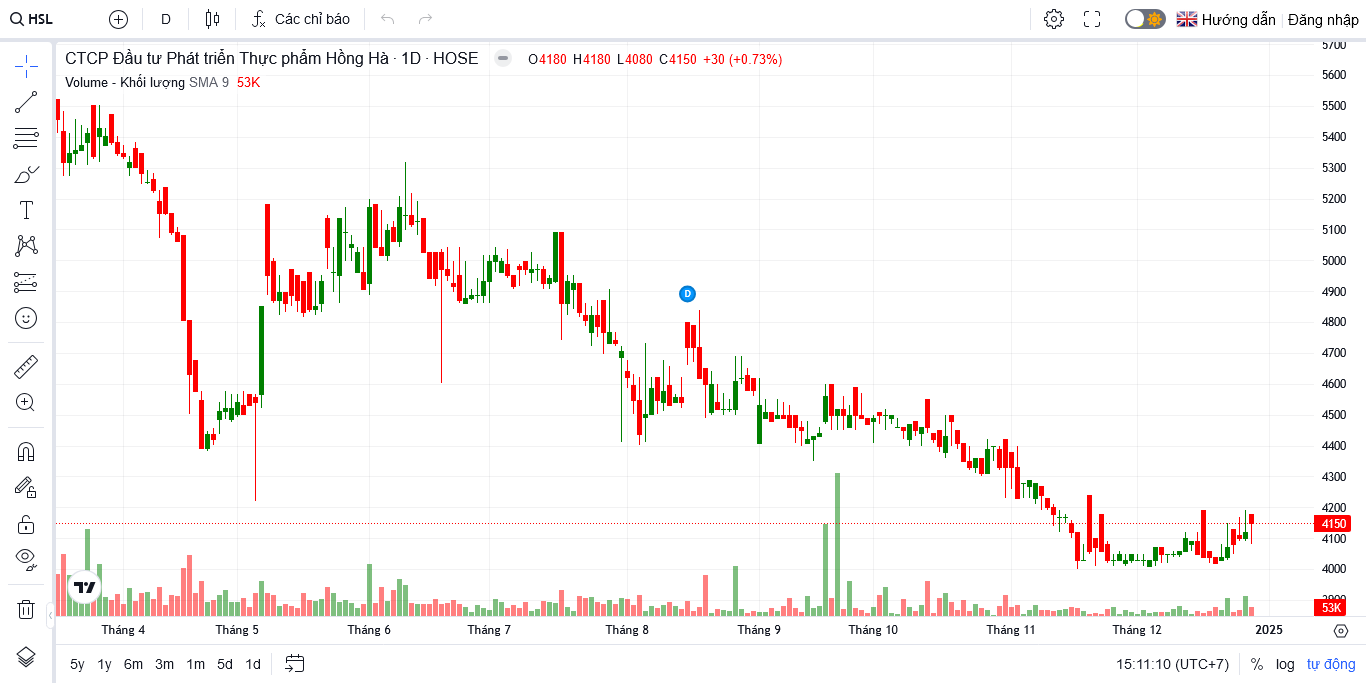 HSL D Các chỉ báo Hướng dẫn Đăng nhập
CTCP Đầu tư Phát triển Thực phẩm Hồng Hà · 1D · HOSE O4180 H4180 L4080 C4150 +30 (+0.73%)
Volume - Khối lượng SMA 9 53K
5700
5600
5500
5400
5300
5200
5100
5000
4900
4800
4700
4600
4500
4400
4300
4200
4150
4100
4000
53K
D
Tháng 4 Tháng 5 Tháng 6 Tháng 7 Tháng 8 Tháng 9 Tháng 10 Tháng 11 Tháng 12 2025
5y 1y 6m 3m 1m 5d 1d 15:11:10 (UTC+7) % log tự động